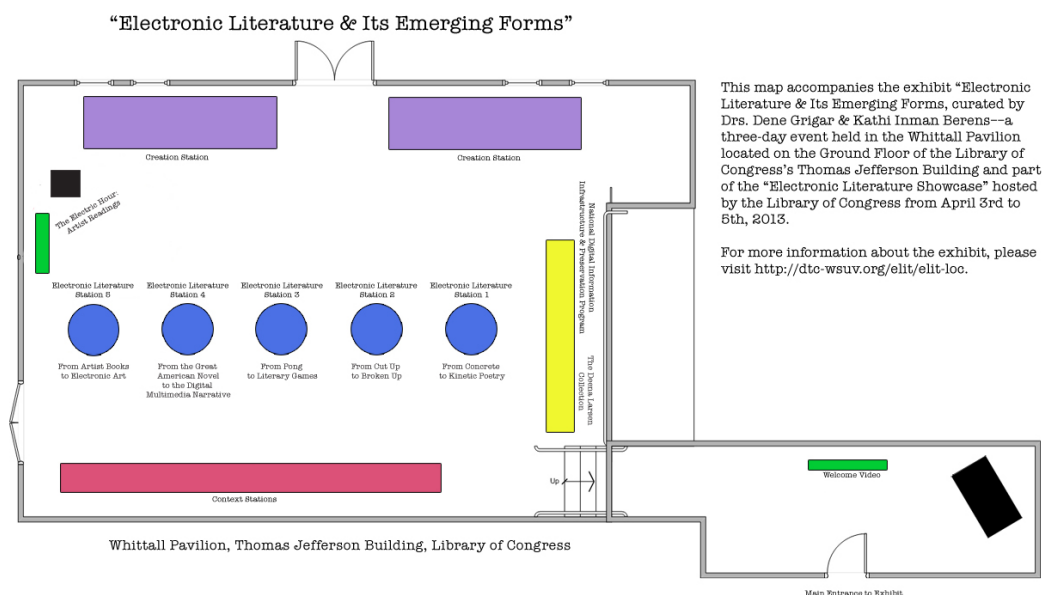 “Electronic Literature & Its Emerging Forms”
This map accompanies the exhibit “Electronic
Literature & Its Emerging Forms, curated by
Drs. Dene Grigar & Kathi Inman Berens––a
three-day event held in the Whittall Pavilion
located on the Ground Floor of the Library of
Congress's Thomas Jefferson Building and part
of the “Electronic Literature Showcase” hosted
by the Library of Congress from April 3rd to
5th, 2013.
For more information about the exhibit, please
visit http://dtc-wsuv.org/elit/elit-loc.
Creation Station
Creation Station
The Electric Hour:
Artist Readings
National Digital Information
Infrastructure & Preservation Program
The Deena Larsen
Collection
Electronic Literature
Station 5
From Artist Books
to Electronic Art
Electronic Literature
Station 4
From the Great
American Novel
to the Digital
Multimedia Narrative
Electronic Literature
Station 3
From Pong
to Literary Games
Electronic Literature
Station 2
From Cut Up
to Broken Up
Electronic Literature
Station 1
From Concrete
to Kinetic Poetry
Context Stations
Up
Welcome Video
Whittall Pavilion, Thomas Jefferson Building, Library of Congress
Main Entrance to Exhibit